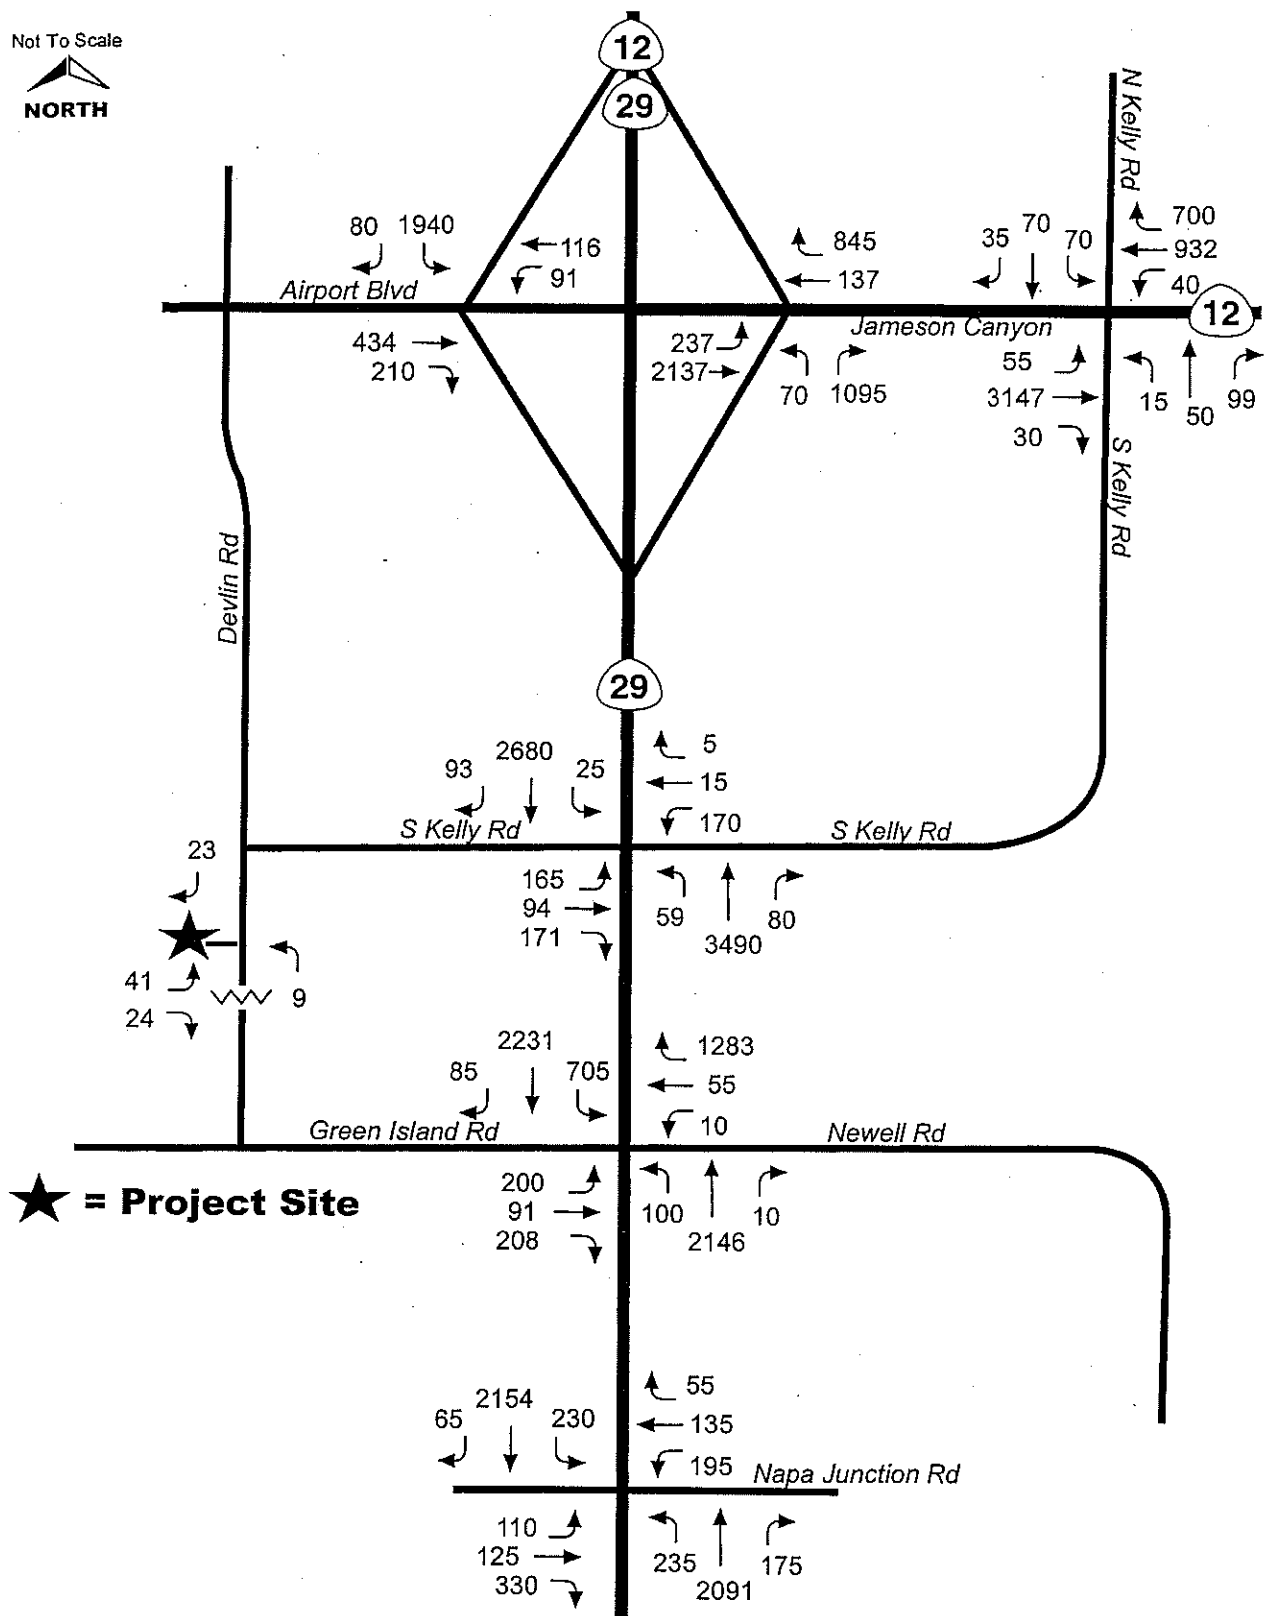 Not To Scale
NORTH
12
29
N Kelly Rd
80 1940
116
91
845
137
35 70 70
700
932
40
Airport Blvd
Jameson Canyon
12
434
210
237
2137
70 1095
55
3147
30
15 50 99
S Kelly Rd
Devlin Rd
29
93 2680 25
5
15
170
S Kelly Rd
S Kelly Rd
23
165
94
171
59 3490 80
41
24
9
85 2231 705
1283
55
10
Green Island Rd
Newell Rd
= Project Site
200
91
208
100 2146 10
65 2154 230
55
135
195
Napa Junction Rd
110
125
330
235 2091 175